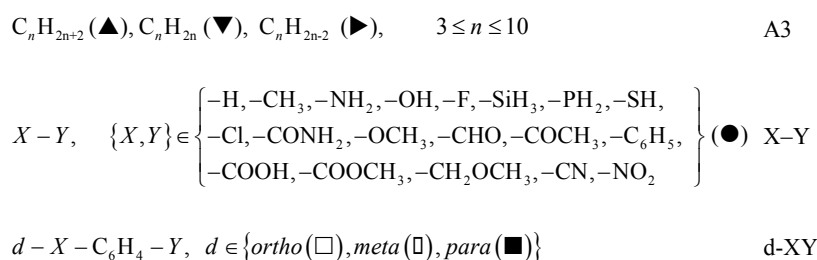 CₙH₂ₙ₊₂ (▲), CₙH₂ₙ (▼), CₙH₂ₙ₋₂ (▶), 3 ≤ n ≤ 10 A3
–H, –CH₃, –NH₂, –OH, –F, –SiH₃, –PH₂, –SH,
X – Y, {X,Y} ∈ { –Cl, –CONH₂, –OCH₃, –CHO, –COCH₃, –C₆H₅, } (●) X–Y
–COOH, –COOCH₃, –CH₂OCH₃, –CN, –NO₂
d – X – C₆H₄ – Y, d ∈ {ortho(□), meta(▯), para(■)} d-XY